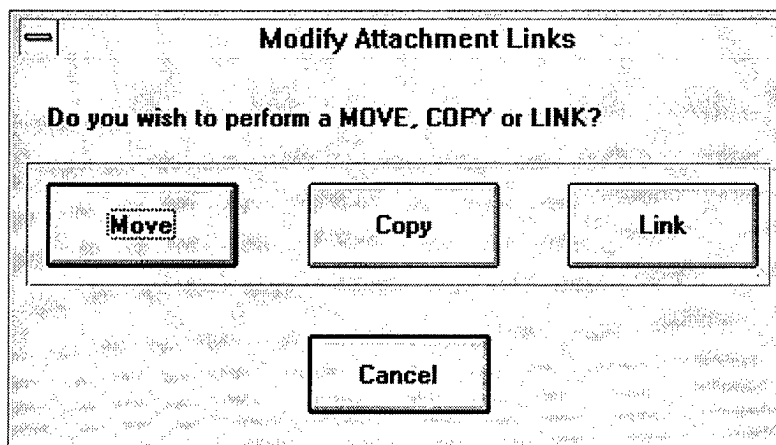 Modify Attachment Links
Do you wish to perform a MOVE, COPY or LINK?
Move Copy Link
Cancel